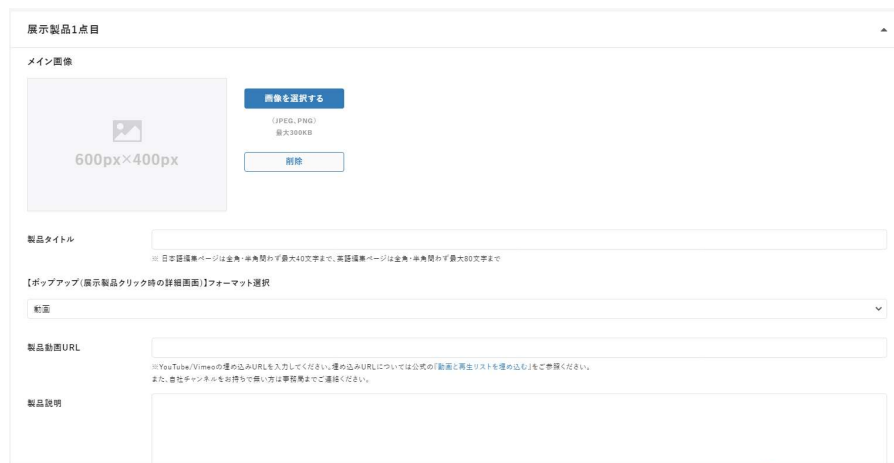 展示製品1点目
メイン画像
画像を選択する
(JPEG、PNG)
最大300KB
600px×400px
削除
製品タイトル
※ 日本語編集ページは全角・半角問わず最大40文字まで、英語編集ページは全角・半角問わず最大80文字まで
【ポップアップ(展示製品クリック時の詳細画面)】フォーマット選択
動画
製品動画URL
※YouTube/Vimeoの埋め込みURLを入力してください。埋め込みURLについては公式の「動画と再生リストを埋め込む」をご参照ください。
また、自社チャンネルをお持ちで無い方は事務局までご連絡ください。
製品説明